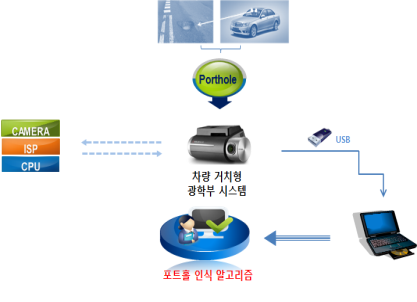 Porthole
CAMERA
ISP
CPU
USB
차량 거치형
광학부 시스템
포트홀 인식 알고리즘